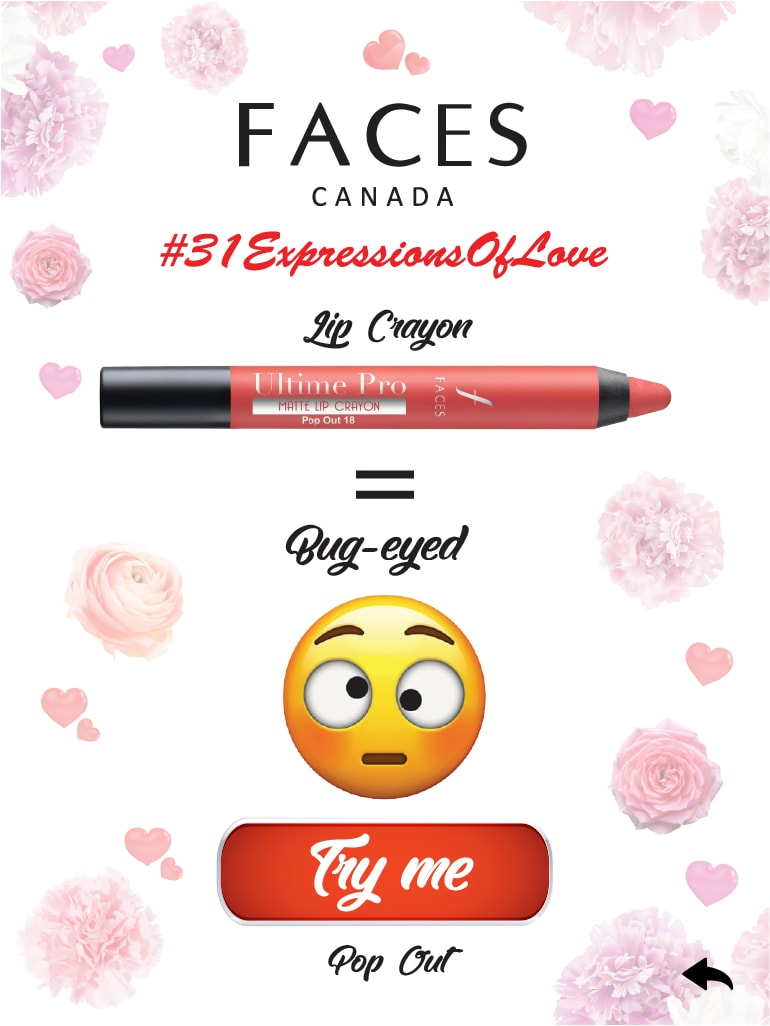 FACES
CANADA
#31ExpressionsOfLove
Lip Crayon
Ultime Pro
MATTE LIP CRAYON
Pop Out 18
FACES
=
Bug-eyed
Try me
Pop Out